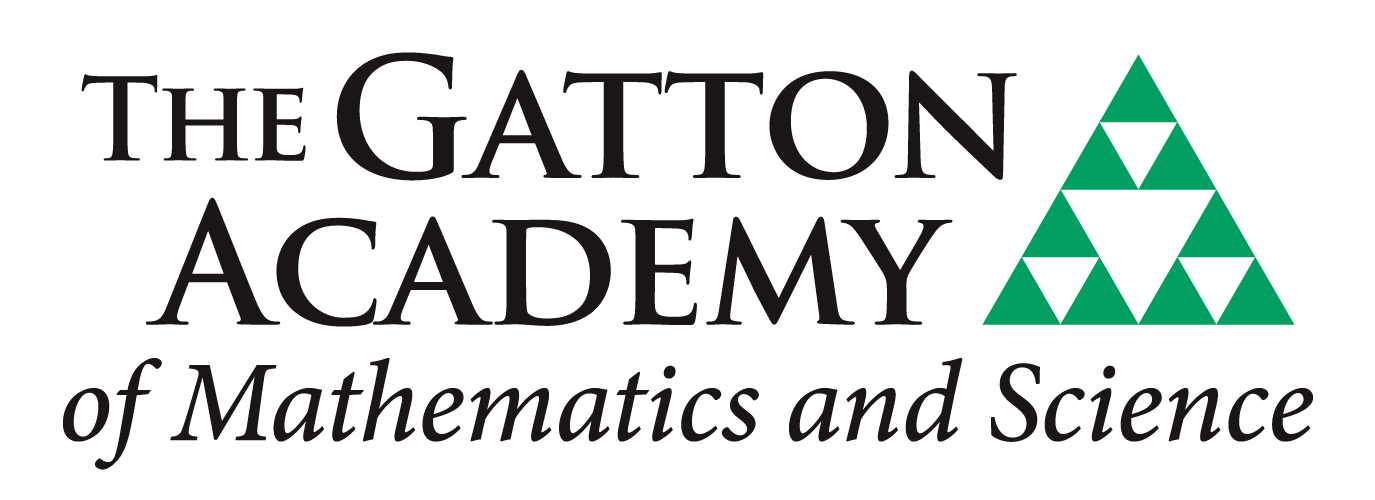 THE GATTON
ACADEMY
of Mathematics and Science